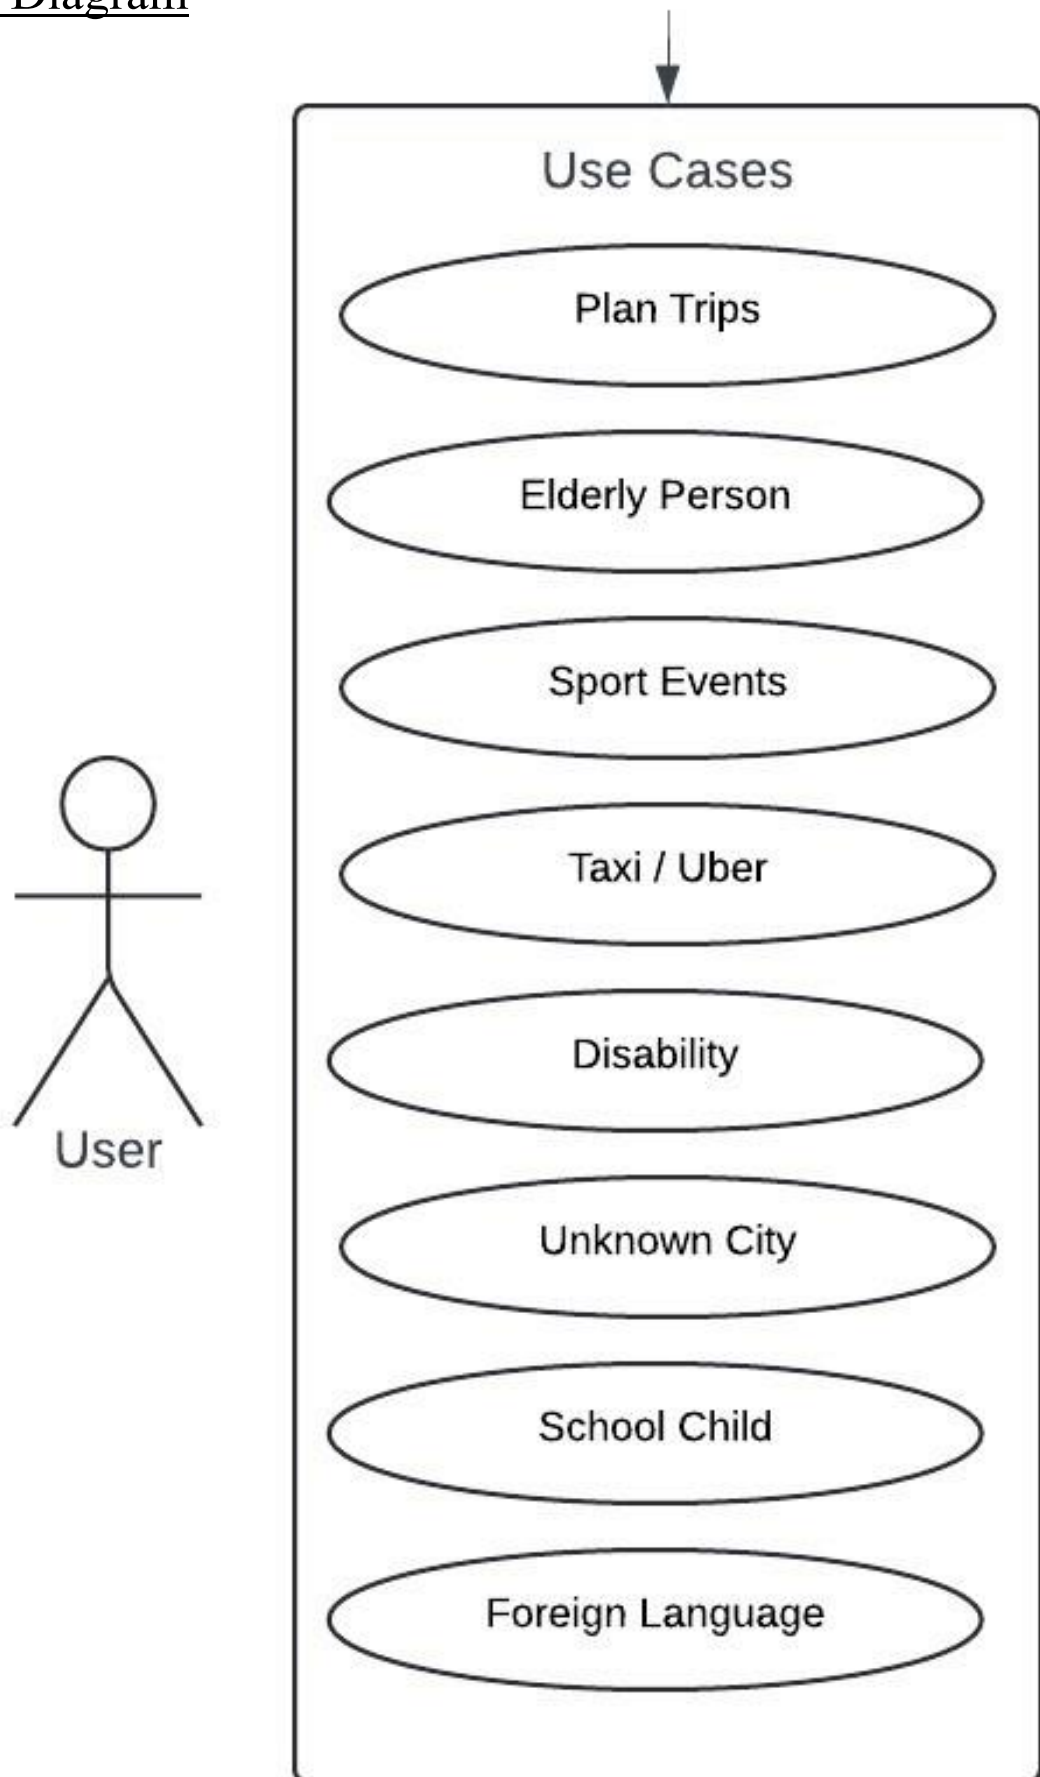 Diagram
Use Cases
Plan Trips
Elderly Person
Sport Events
Taxi / Uber
Disability
Unknown City
School Child
Foreign Language
User